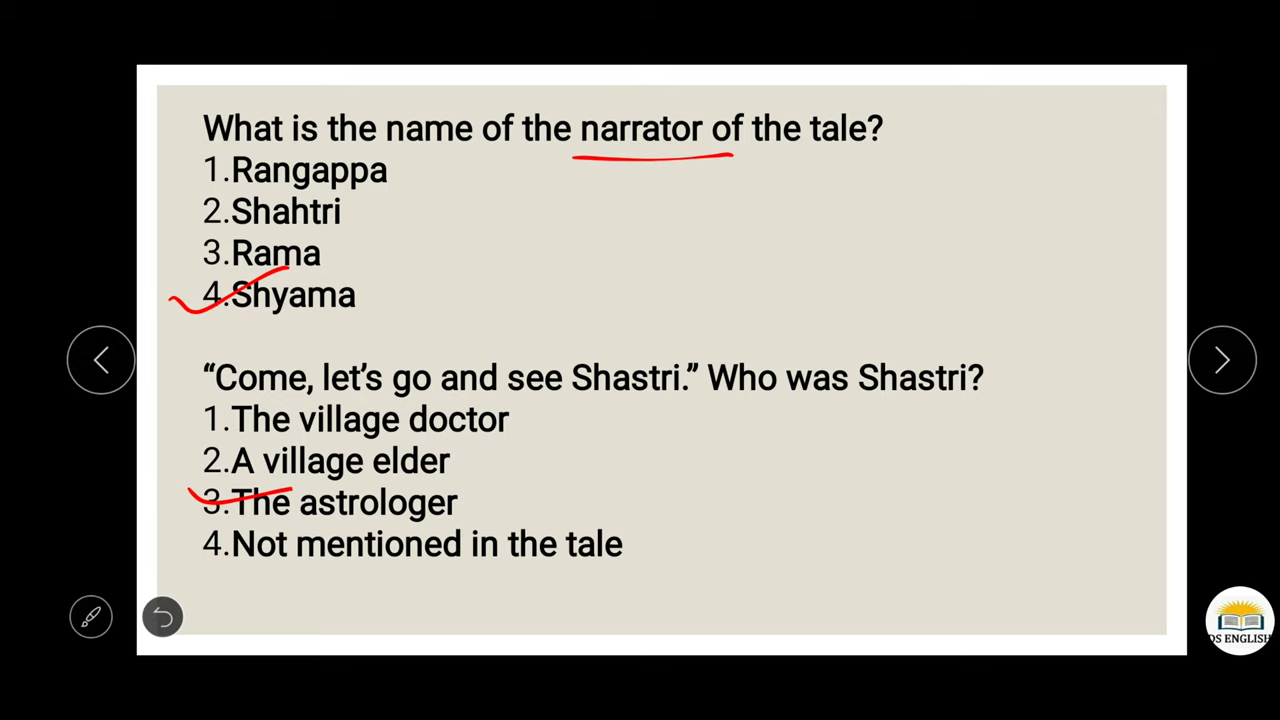 What is the name of the narrator of the tale?
1.Rangappa
2.Shahtri
3.Rama
4.Shyama
“Come, let’s go and see Shastri.” Who was Shastri?
1.The village doctor
2.A village elder
3.The astrologer
4.Not mentioned in the tale
DS ENGLISH